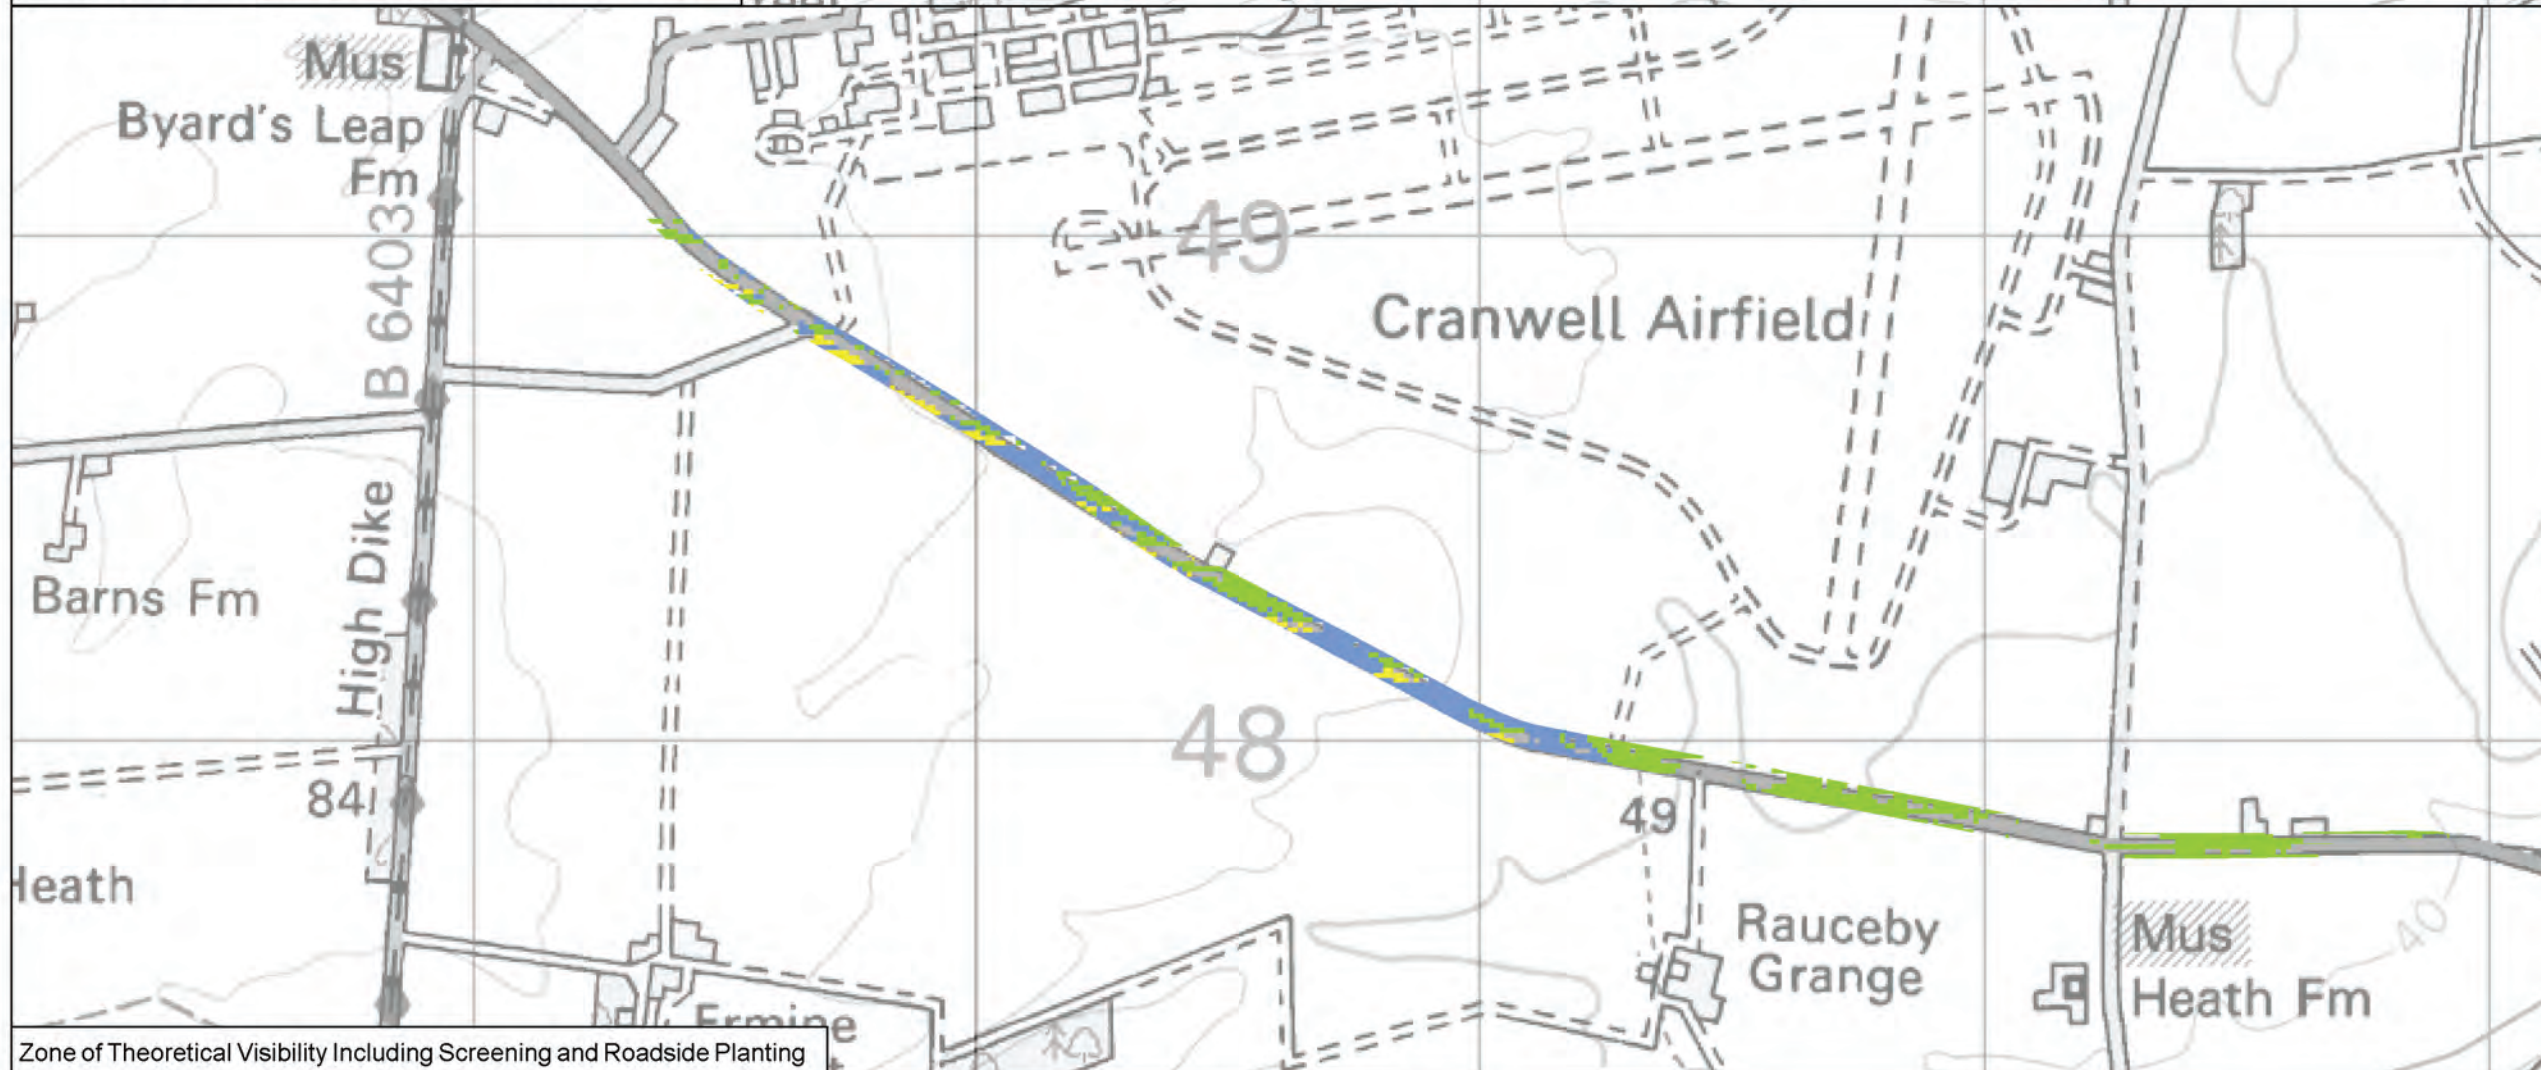 Mus
Byard's Leap
Fm
B 6403
49
Cranwell Airfield
High Dike
Barns Fm
48
84
49
Heath
Rauceby
Grange
Mus
Heath Fm
40
Ermine
Zone of Theoretical Visibility Including Screening and Roadside Planting